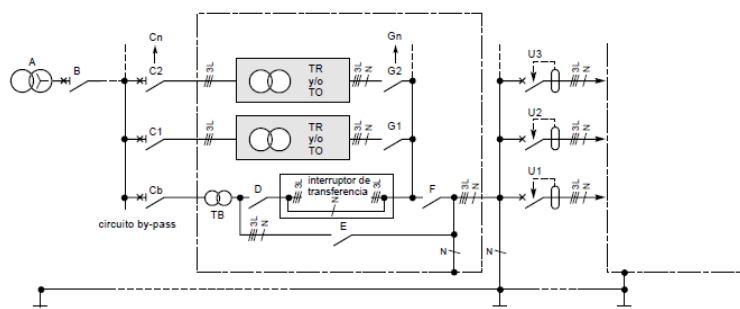 Cn
Gn
A
B
C2
3L
TR
y/o
TO
3L
N
G2
U3
3L
N
C1
3L
TR
y/o
TO
3L
N
G1
U2
3L
N
Cb
TB
D
interruptor de
transferencia
3L
N
3L
F
3L
N
U1
3L
N
circuito by-pass
3L
N
E
N
N